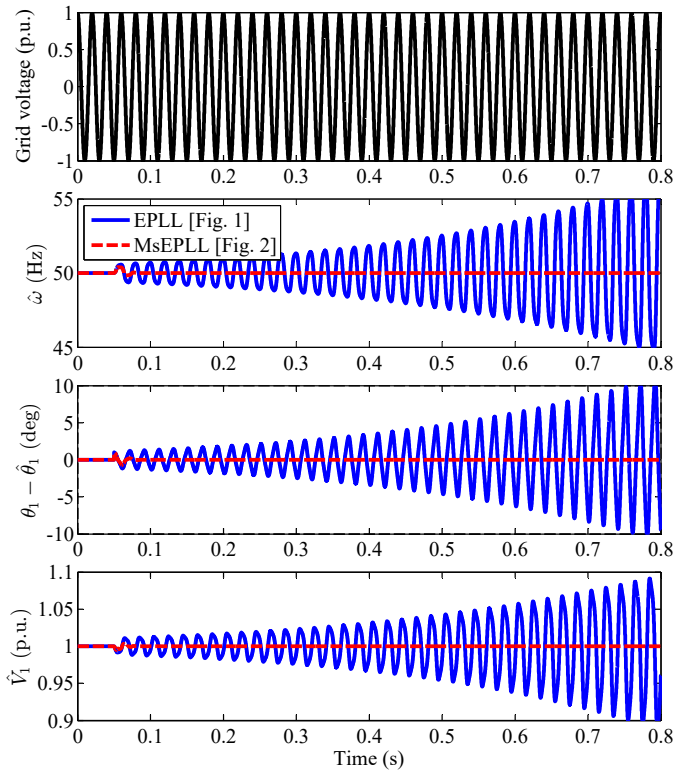 Grid voltage (p.u.)
1
0.5
0
-0.5
-1
0 0.1 0.2 0.3 0.4 0.5 0.6 0.7 0.8
ω̂ (Hz)
55
50
45
EPLL [Fig. 1]
MsEPLL [Fig. 2]
0 0.1 0.2 0.3 0.4 0.5 0.6 0.7 0.8
θ₁ − θ̂₁ (deg)
10
5
0
-5
-10
0 0.1 0.2 0.3 0.4 0.5 0.6 0.7 0.8
V̂₁ (p.u.)
1.1
1.05
1
0.95
0.9
0 0.1 0.2 0.3 0.4 0.5 0.6 0.7 0.8
Time (s)